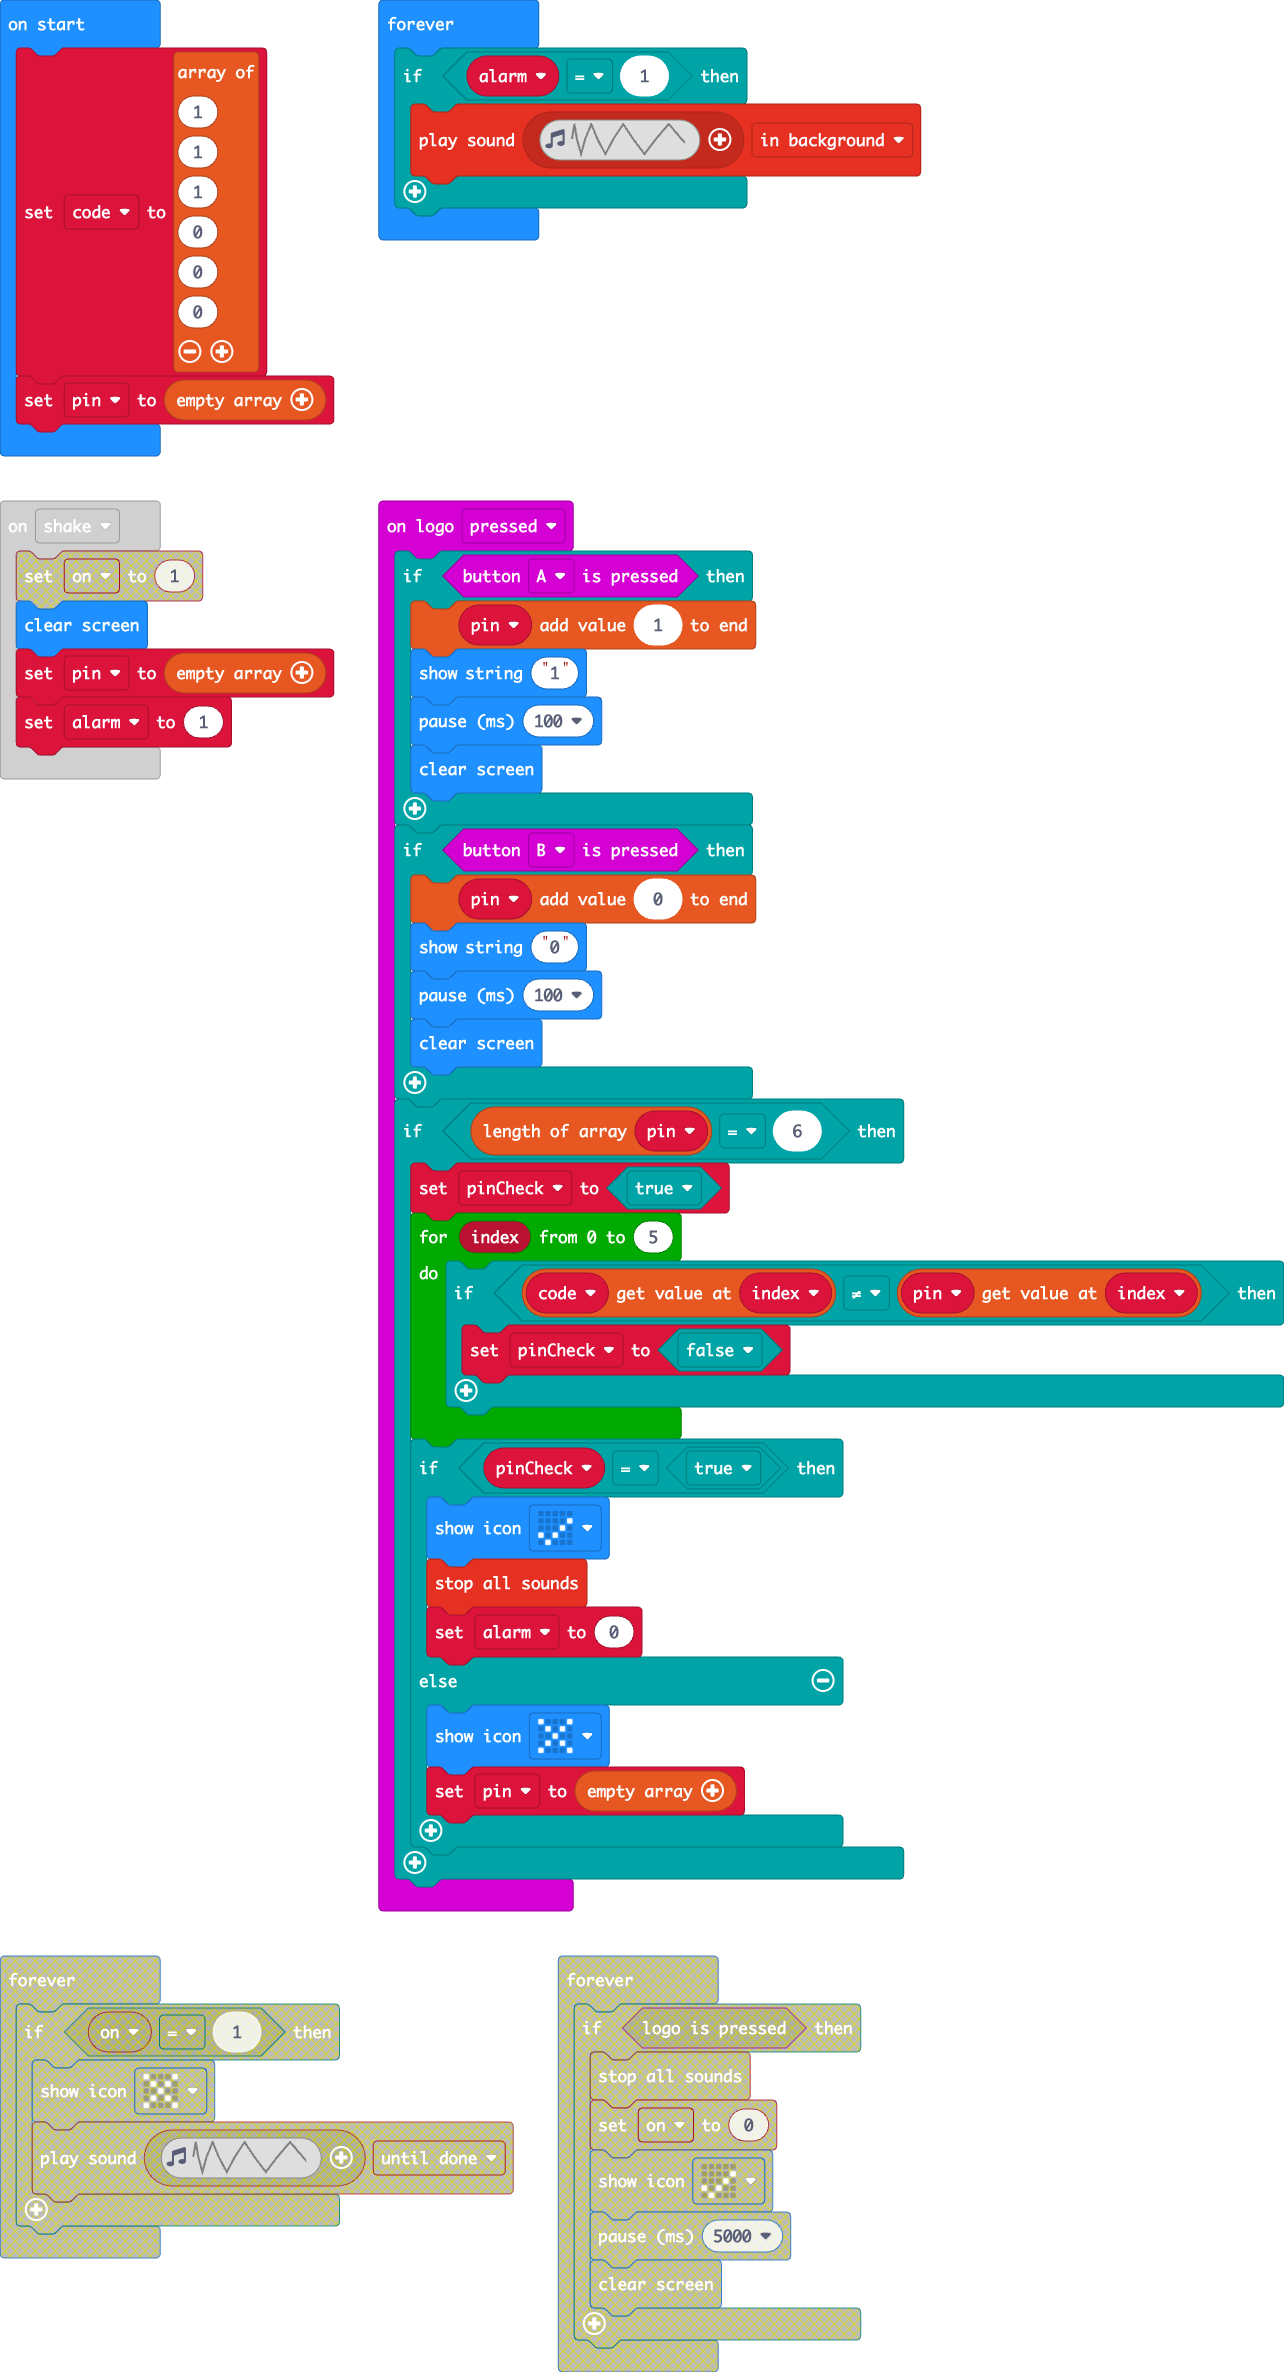 on start
set code to array of
1
1
1
0
0
0
set pin to empty array
forever
if alarm = 1 then
play sound in background
on shake
set on to 1
clear screen
set pin to empty array
set alarm to 1
on logo pressed
if button A is pressed then
pin add value 1 to end
show string "1"
pause (ms) 100
clear screen
if button B is pressed then
pin add value 0 to end
show string "0"
pause (ms) 100
clear screen
if length of array pin = 6 then
set pinCheck to true
for index from 0 to 5
do if code get value at index ≠ pin get value at index then
set pinCheck to false
if pinCheck = true then
show icon
stop all sounds
set alarm to 0
else
show icon
set pin to empty array
forever
if on = 1 then
show icon
play sound until done
forever
if logo is pressed then
stop all sounds
set on to 0
show icon
pause (ms) 5000
clear screen